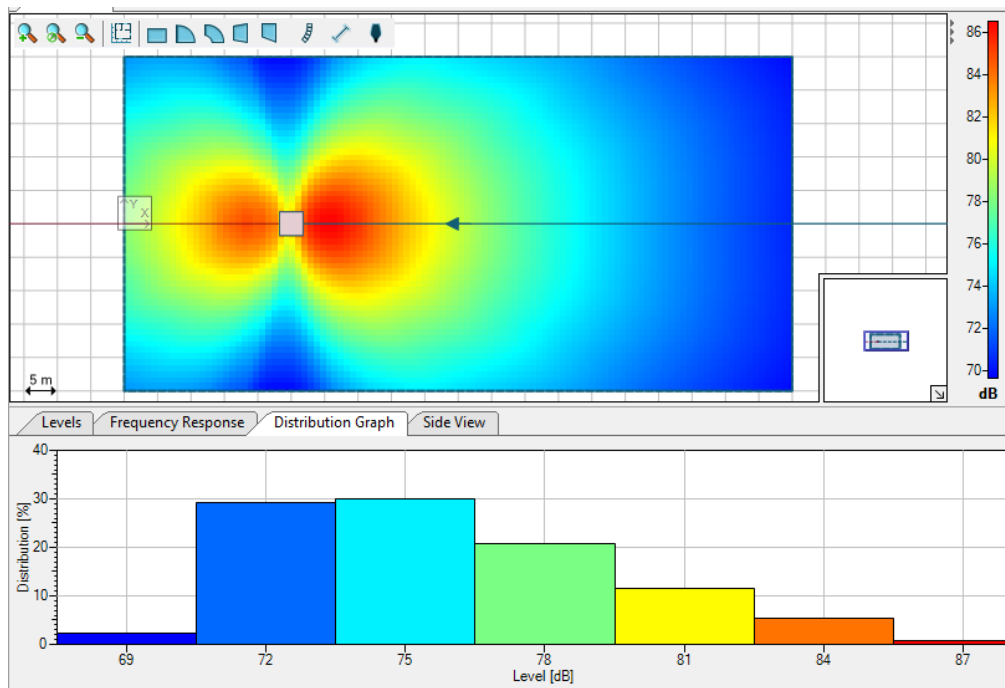 86
84
82
80
78
76
74
72
70
dB
Y
X
5 m
Levels
Frequency Response
Distribution Graph
Side View
Distribution [%]
40
30
20
10
0
69
72
75
78
81
84
87
Level [dB]